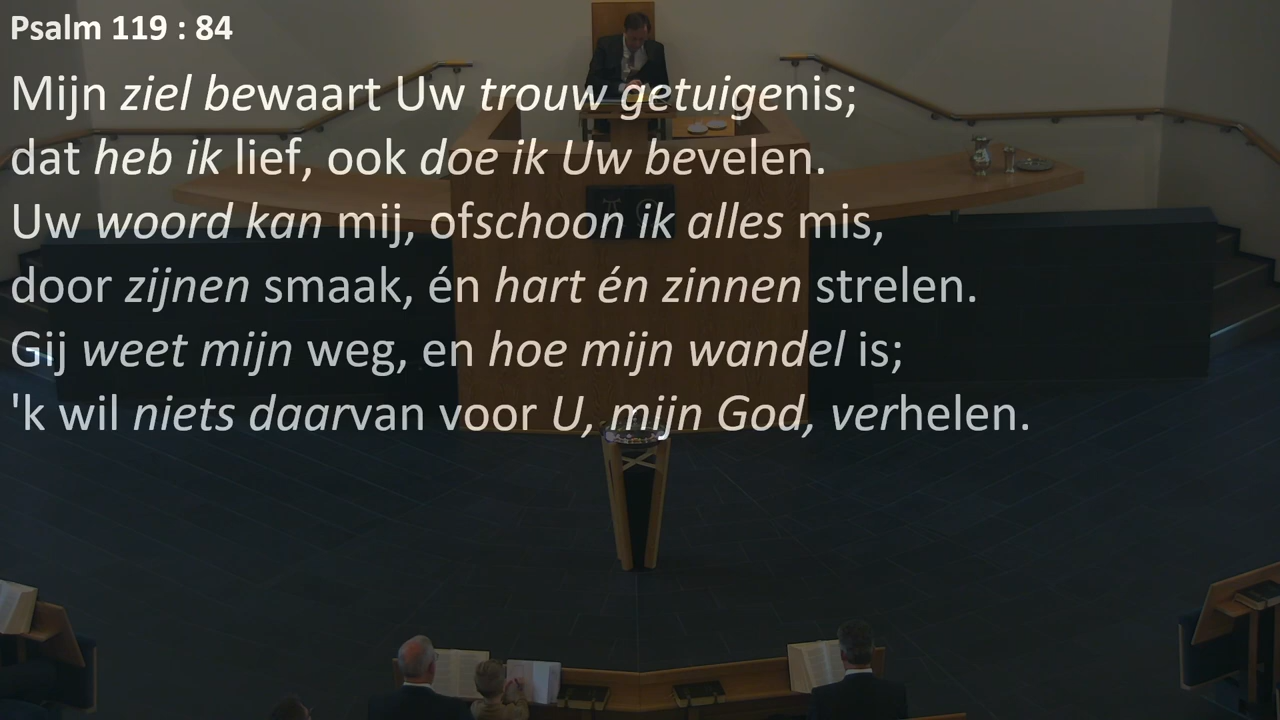 Psalm 119 : 84
Mijn ziel bewaart Uw trouw getuigenis;
dat heb ik lief, ook doe ik Uw bevelen.
Uw woord kan mij, ofschoon ik alles mis,
door zijnen smaak, én hart én zinnen strelen.
Gij weet mijn weg, en hoe mijn wandel is;
'k wil niets daarvan voor U, mijn God, verhelen.